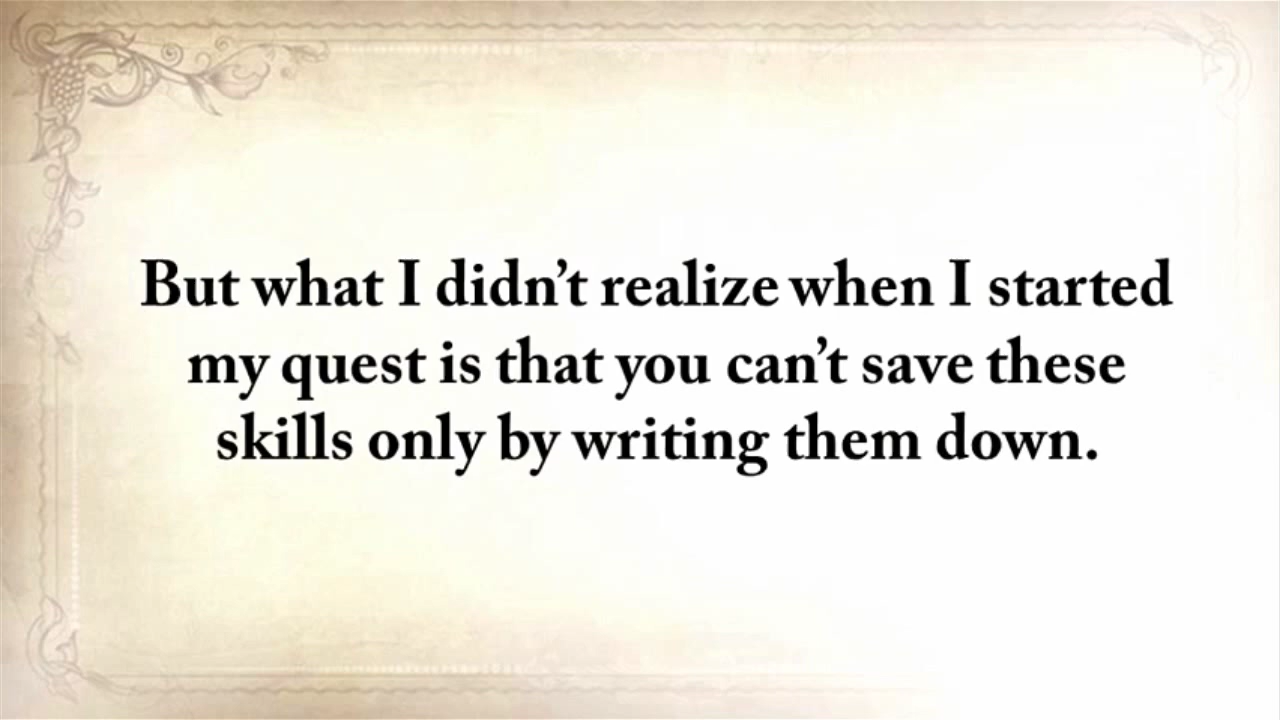 But what I didn’t realize when I started
my quest is that you can’t save these
skills only by writing them down.